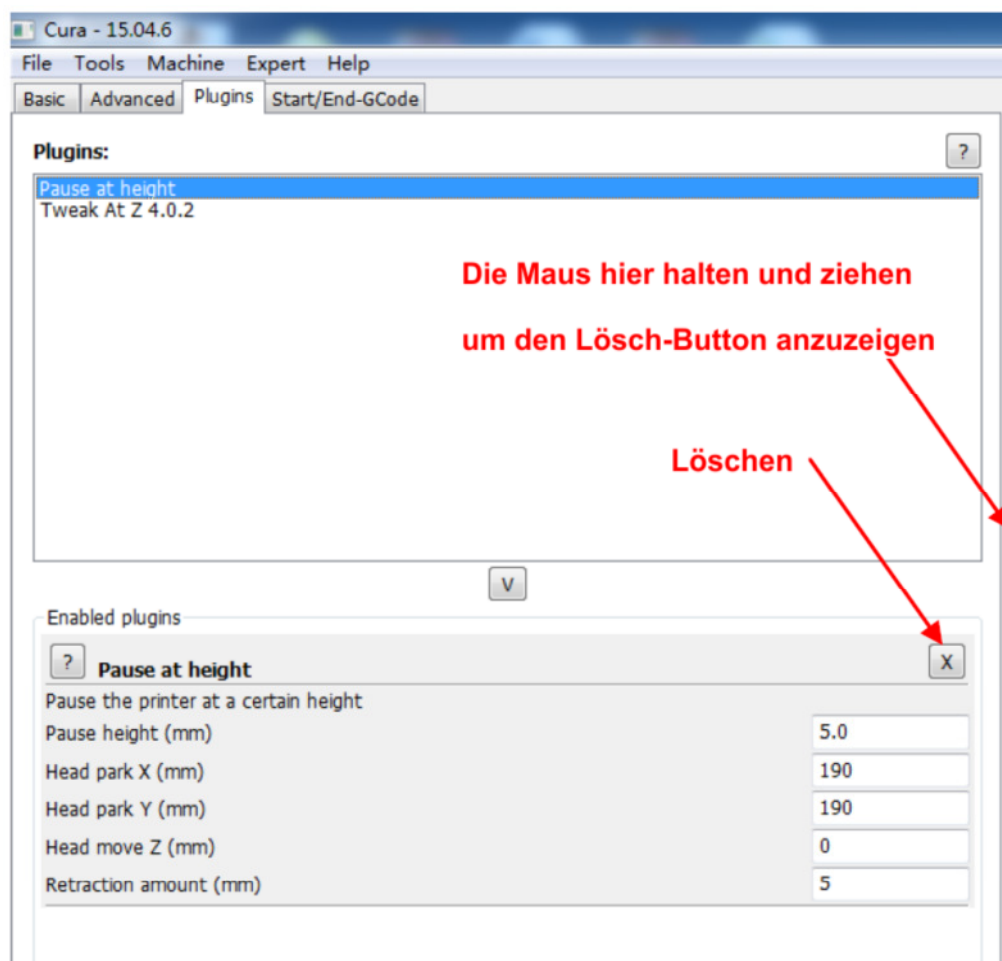 Cura - 15.04.6
File Tools Machine Expert Help
Basic Advanced Plugins Start/End-GCode
Plugins: ?
Pause at height
Tweak At Z 4.0.2
Die Maus hier halten und ziehen
um den Lösch-Button anzuzeigen
Löschen
V
Enabled plugins
? Pause at height X
Pause the printer at a certain height
Pause height (mm) 5.0
Head park X (mm) 190
Head park Y (mm) 190
Head move Z (mm) 0
Retraction amount (mm) 5